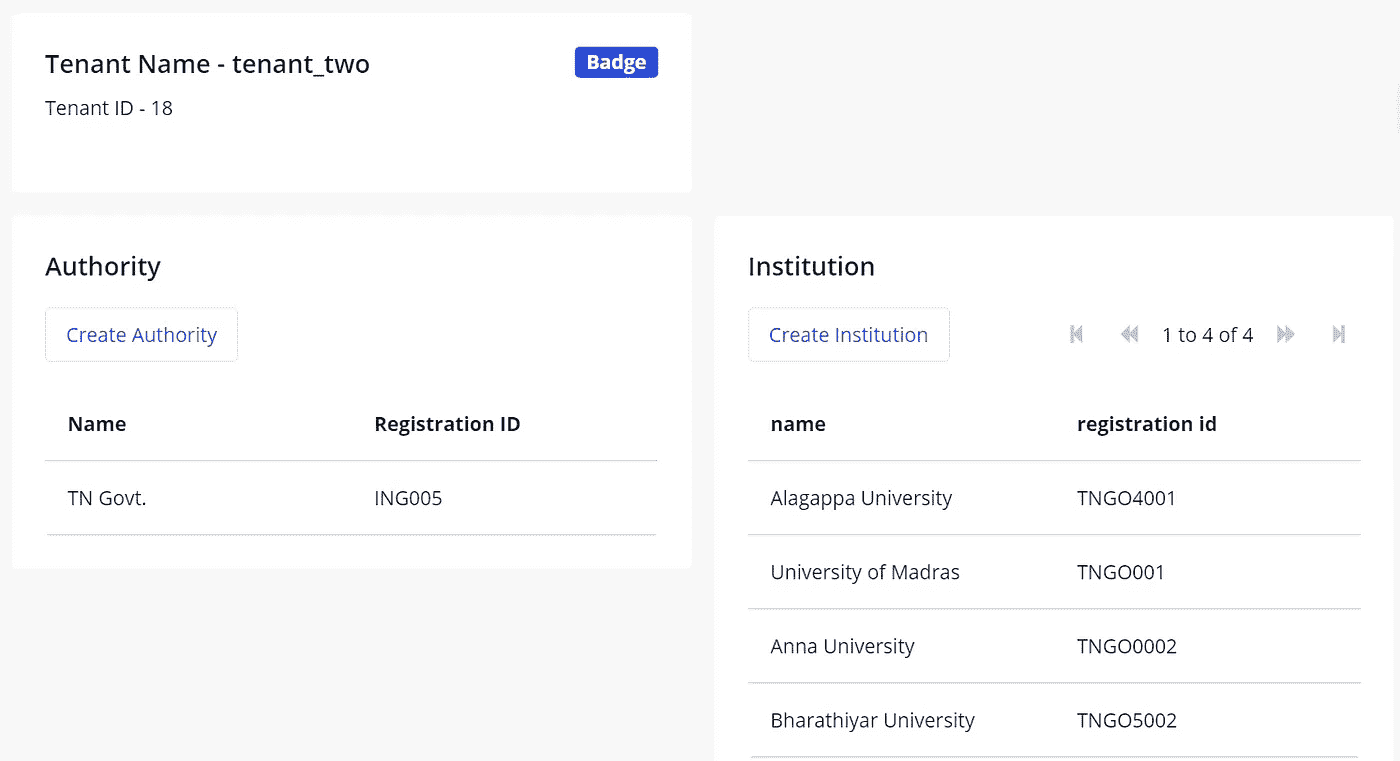 Tenant Name - tenant_two
Badge
Tenant ID - 18
Authority
Create Authority
Name Registration ID
TN Govt. ING005
Institution
Create Institution 1 to 4 of 4
name registration id
Alagappa University TNGO4001
University of Madras TNGO001
Anna University TNGO0002
Bharathiyar University TNGO5002